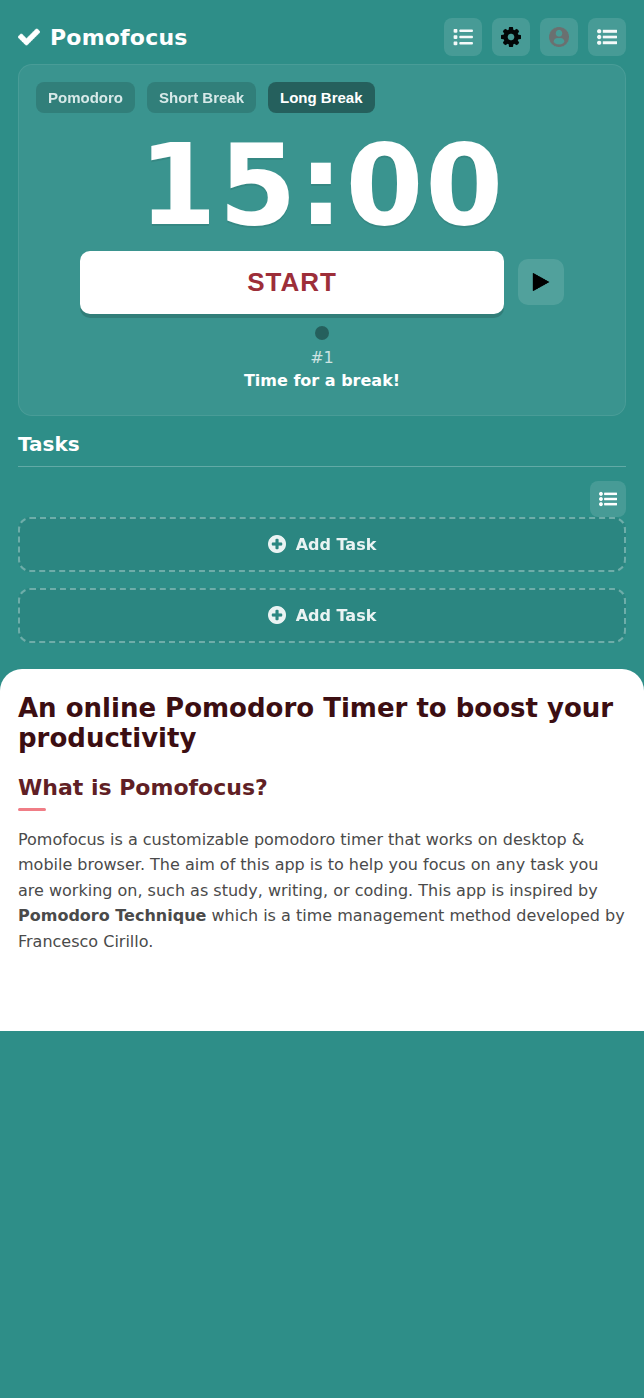 Pomofocus
Pomodoro Short Break Long Break
15:00
START
#1
Time for a break!
Tasks
Add Task
Add Task
An online Pomodoro Timer to boost your
productivity
What is Pomofocus?
Pomofocus is a customizable pomodoro timer that works on desktop &
mobile browser. The aim of this app is to help you focus on any task you
are working on, such as study, writing, or coding. This app is inspired by
Pomodoro Technique which is a time management method developed by
Francesco Cirillo.